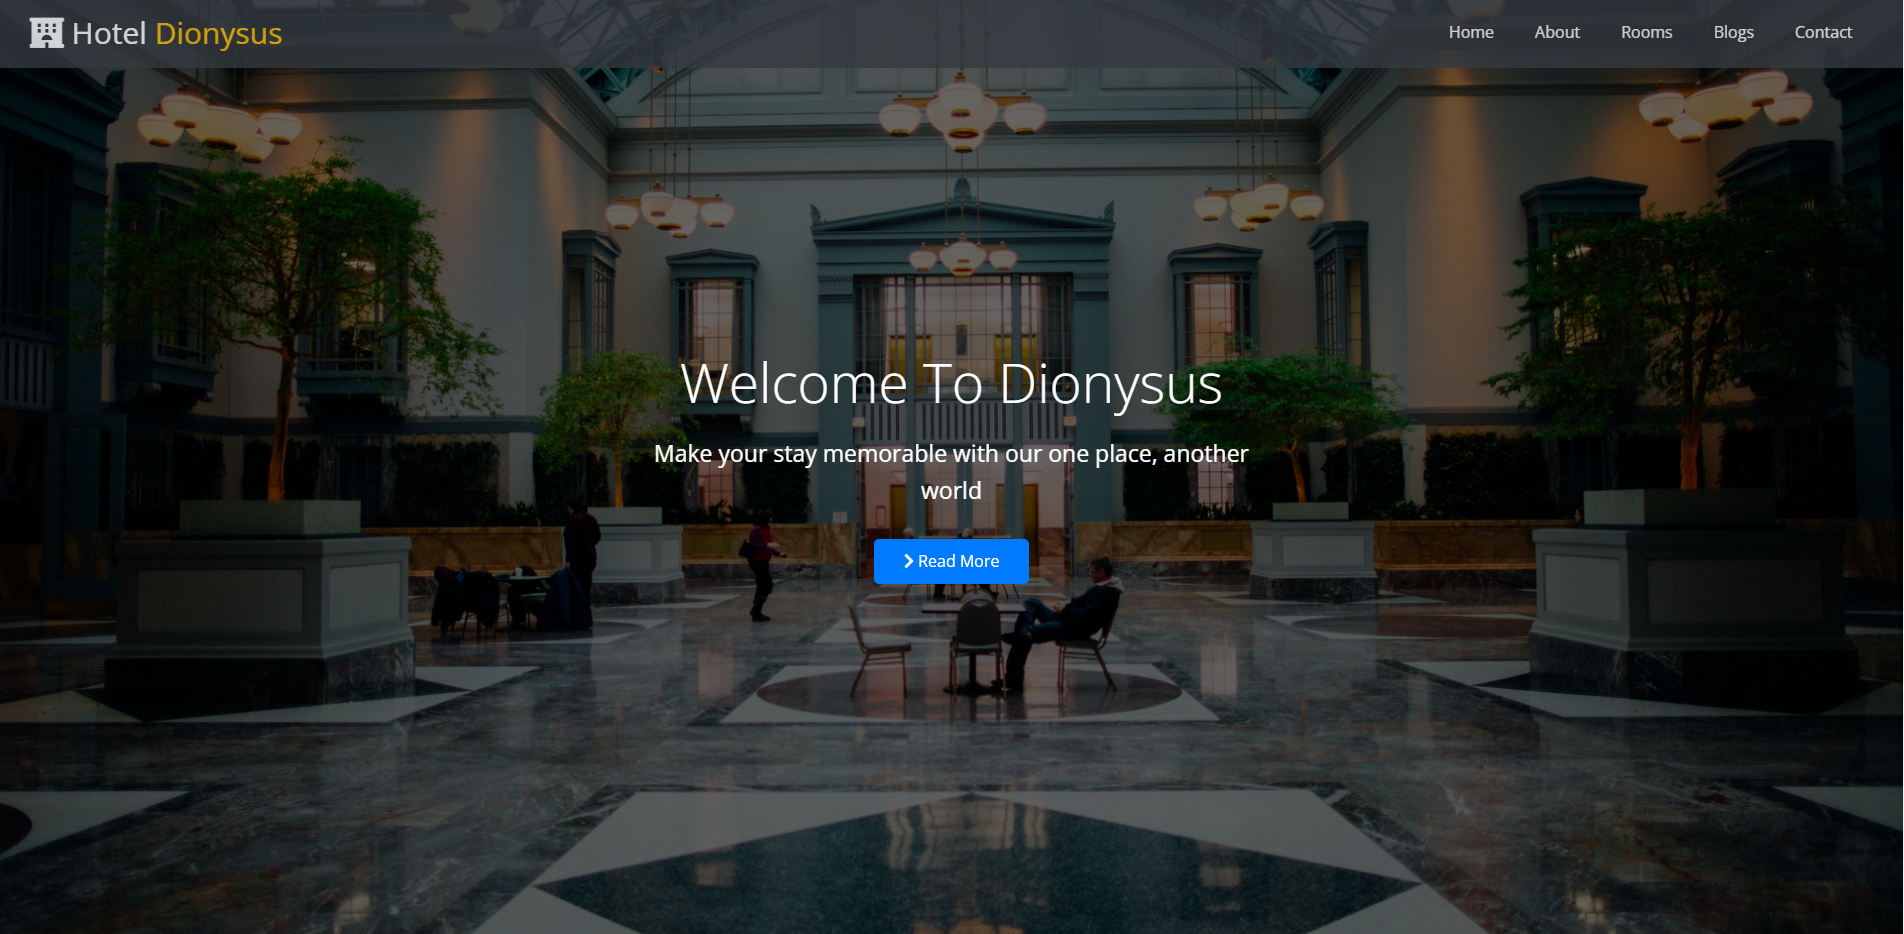 Hotel Dionysus
Home
About
Rooms
Blogs
Contact
Welcome To Dionysus
Make your stay memorable with our one place, another
world
Read More